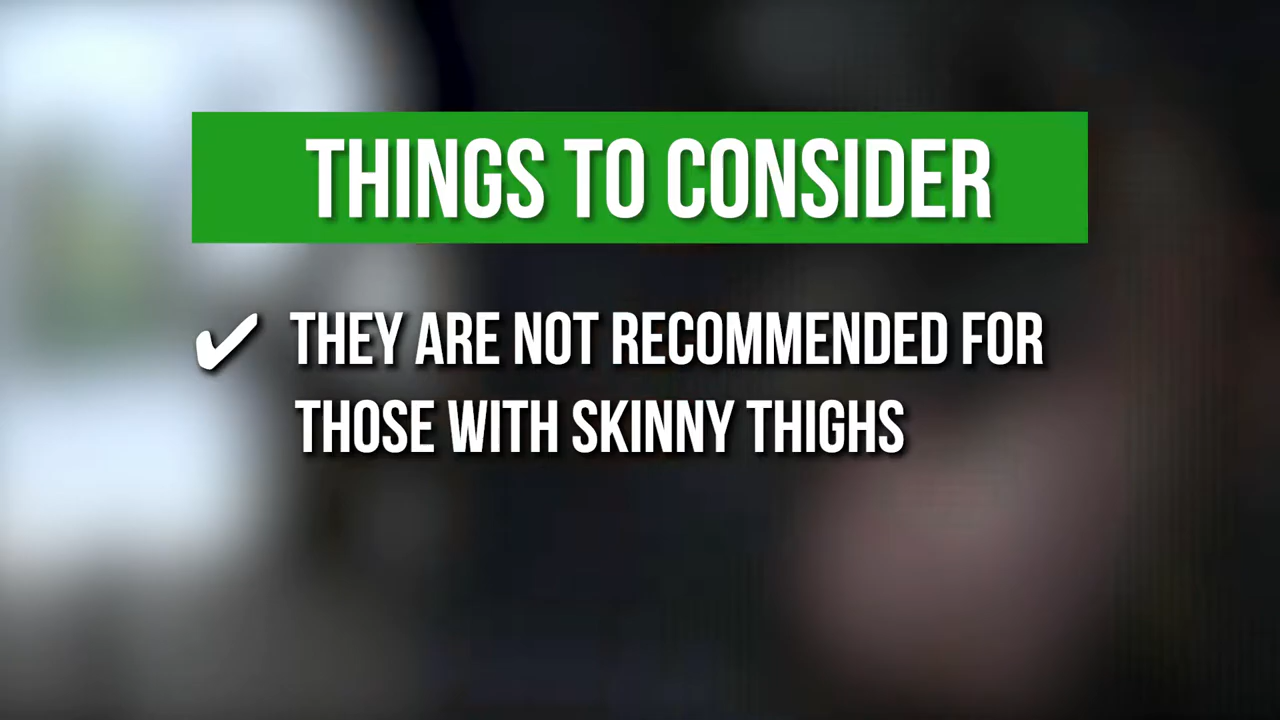 THINGS TO CONSIDER
✔ THEY ARE NOT RECOMMENDED FOR
THOSE WITH SKINNY THIGHS